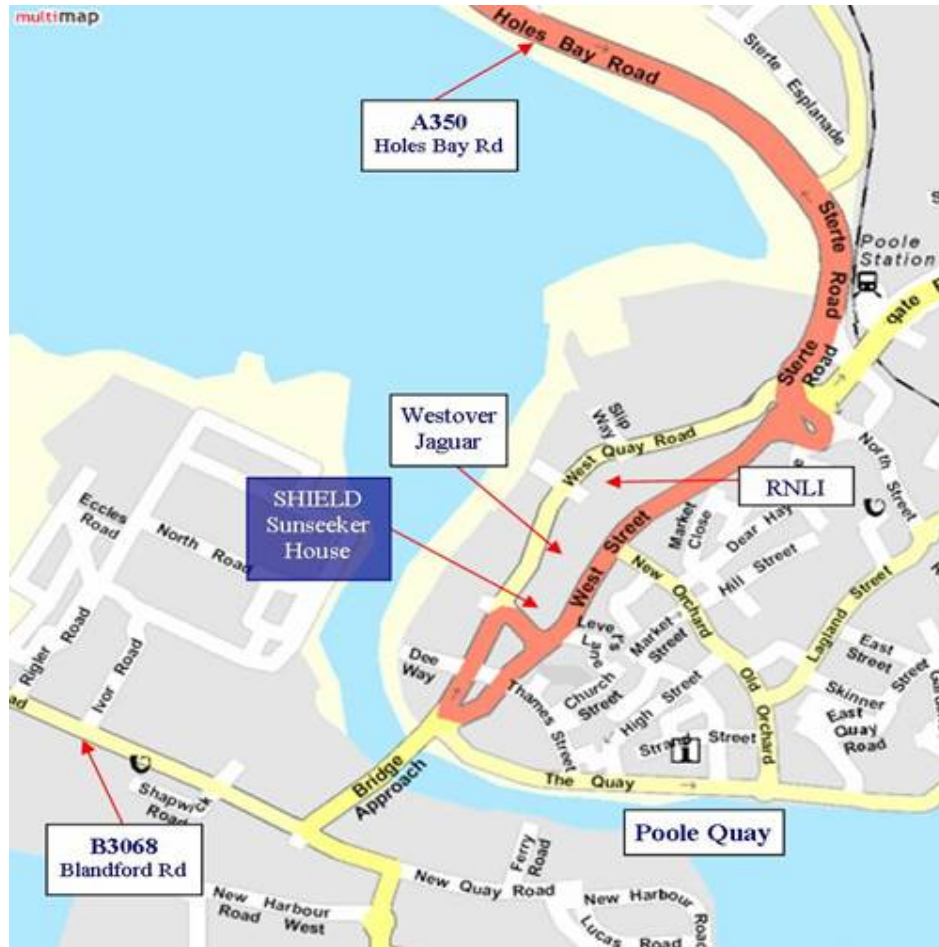 multimap
Holes Bay Road
Sterte Esplanade
A350
Holes Bay Rd
Sterte Road
Poole
Station
gate
Sterte
Road
Westover
Jaguar
Slip
Way
West Quay Road
RNLI
North Street
SHIELD
Sunseeker
House
Eccles
Road
North Road
Market
Close
Dear Hay
Hill Street
West Street
New Orchard
Lagland Street
Rigler Road
Ivor Road
Dee
Way
Lever's
Lane
Market
Street
East
Street
Thames Street
Church
Street
High Street
Old
Orchard
Skinner
Street
East
Quay
Road
Strand Street
i
Bridge
Approach
The Quay
Shapwick
Road
Poole Quay
B3068
Blandford Rd
Ferry
Road
New Quay Road
New Harbour
Road West
New Harbour
Road
Lucas Road